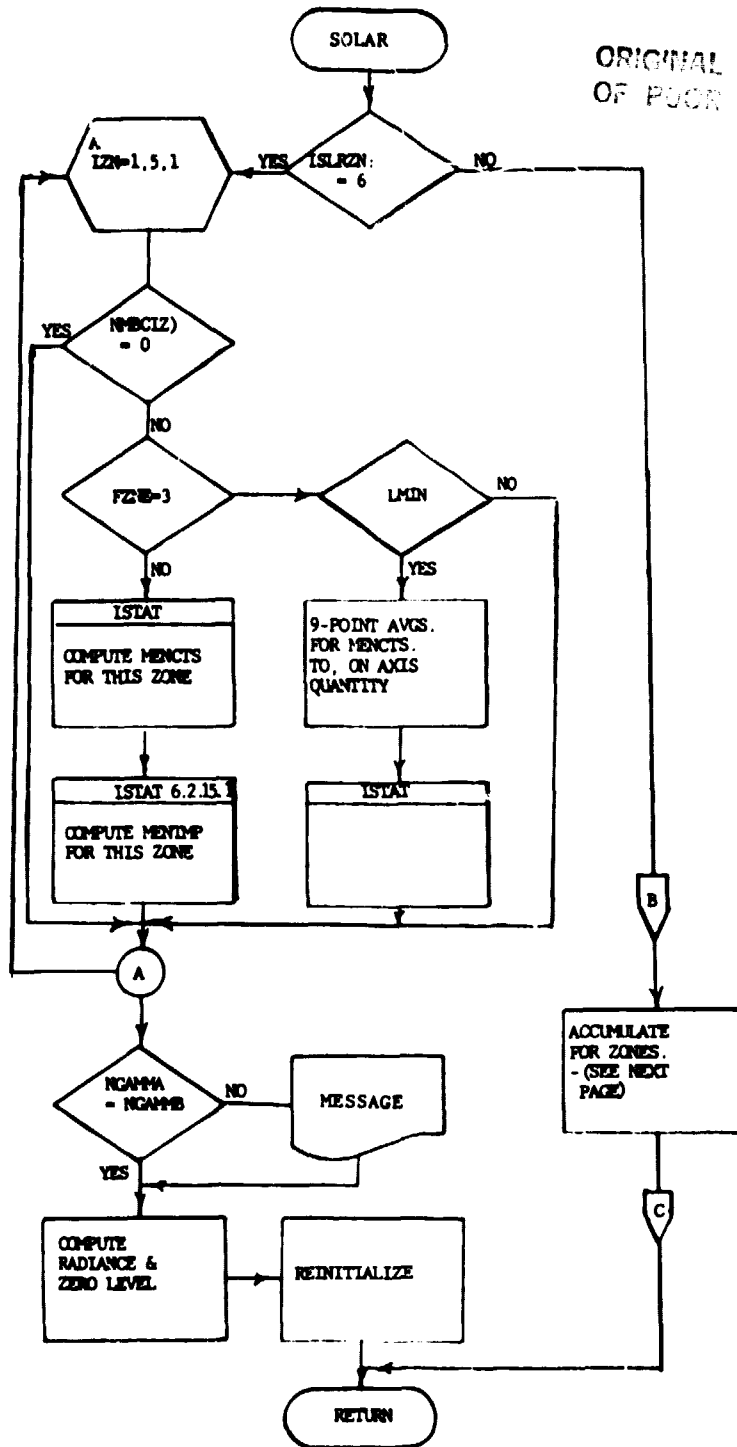 SOLAR
ORIGINAL
OF POOR
A
IZN=1,5,1
YES
ISLRZN:
= 6
NO
YES
= 0
NO
=3
LMIN
NO
NO
YES
ISTAT
COMPUTE MENCTS
FOR THIS ZONE
9-POINT AVGS.
FOR MENCTS.
TO, ON AXIS
QUANTITY
ISTAT 6.2.15.
COMPUTE MENTMP
FOR THIS ZONE
ISTAT
B
A
ACCUMULATE
FOR ZONES.
- (SEE NEXT
PAGE)
NGAMMA
= NGAMMB
NO
MESSAGE
YES
C
COMPUTE
RADIANCE &
ZERO LEVEL
REINITIALIZE
RETURN